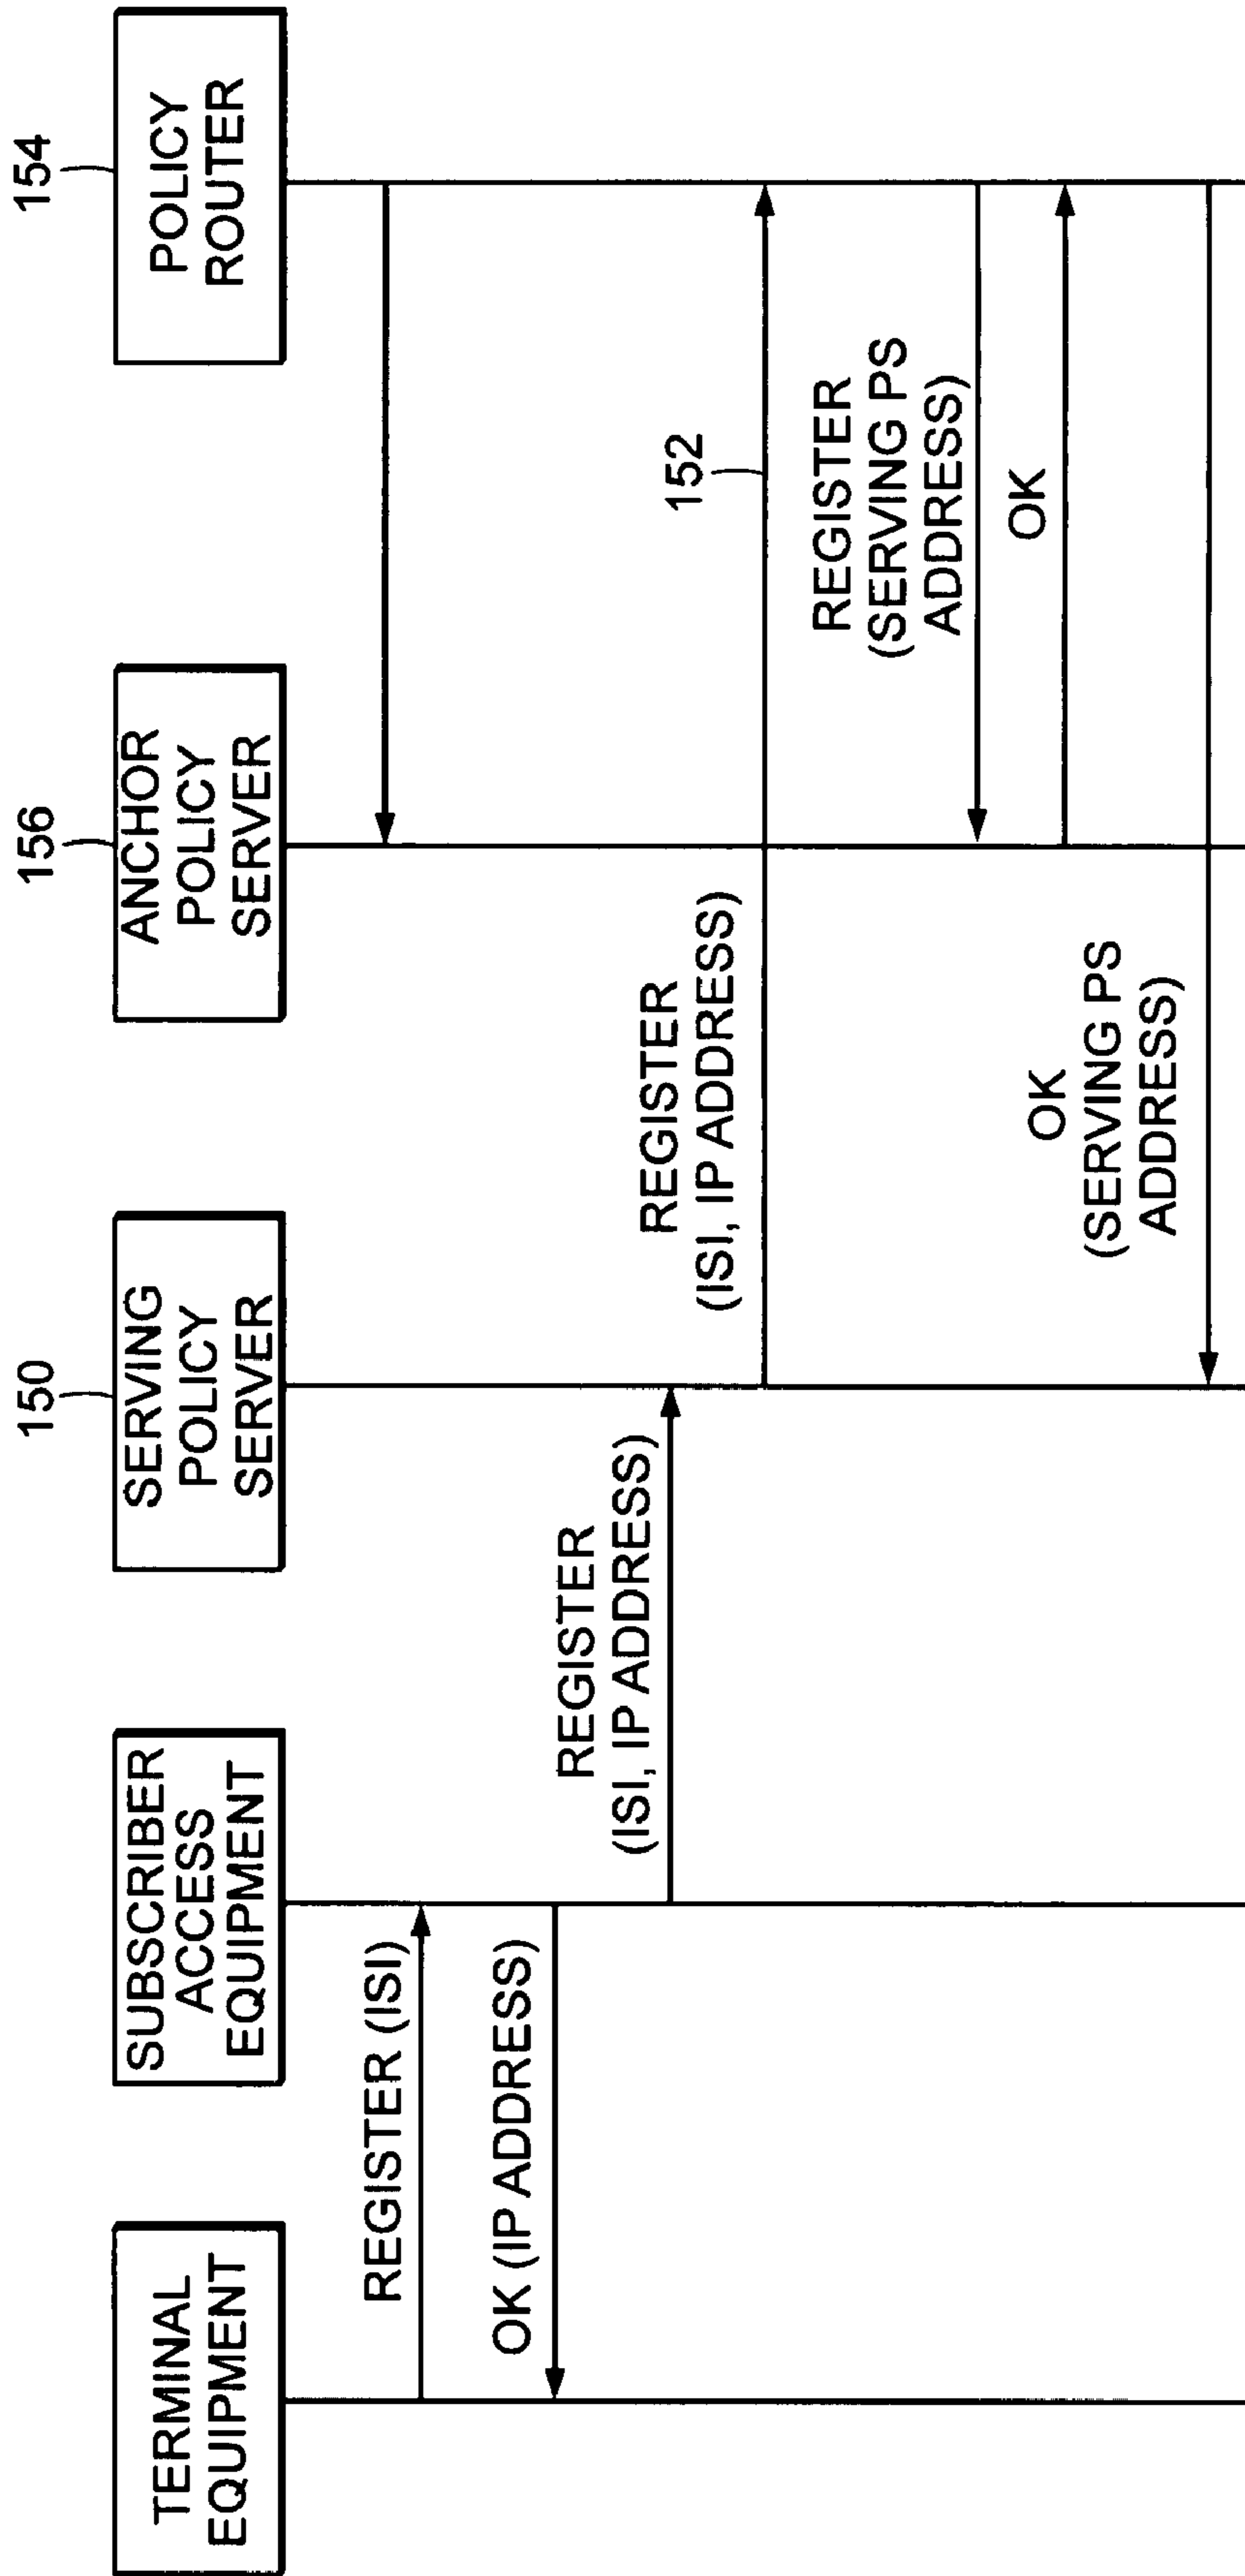 TERMINAL
EQUIPMENT
SUBSCRIBER
ACCESS
EQUIPMENT
150
SERVING
POLICY
SERVER
156
ANCHOR
POLICY
SERVER
154
POLICY
ROUTER
REGISTER (ISI)
OK (IP ADDRESS)
REGISTER
(ISI, IP ADDRESS)
REGISTER
(ISI, IP ADDRESS)
152
REGISTER
(SERVING PS
ADDRESS)
OK
OK
(SERVING PS
ADDRESS)